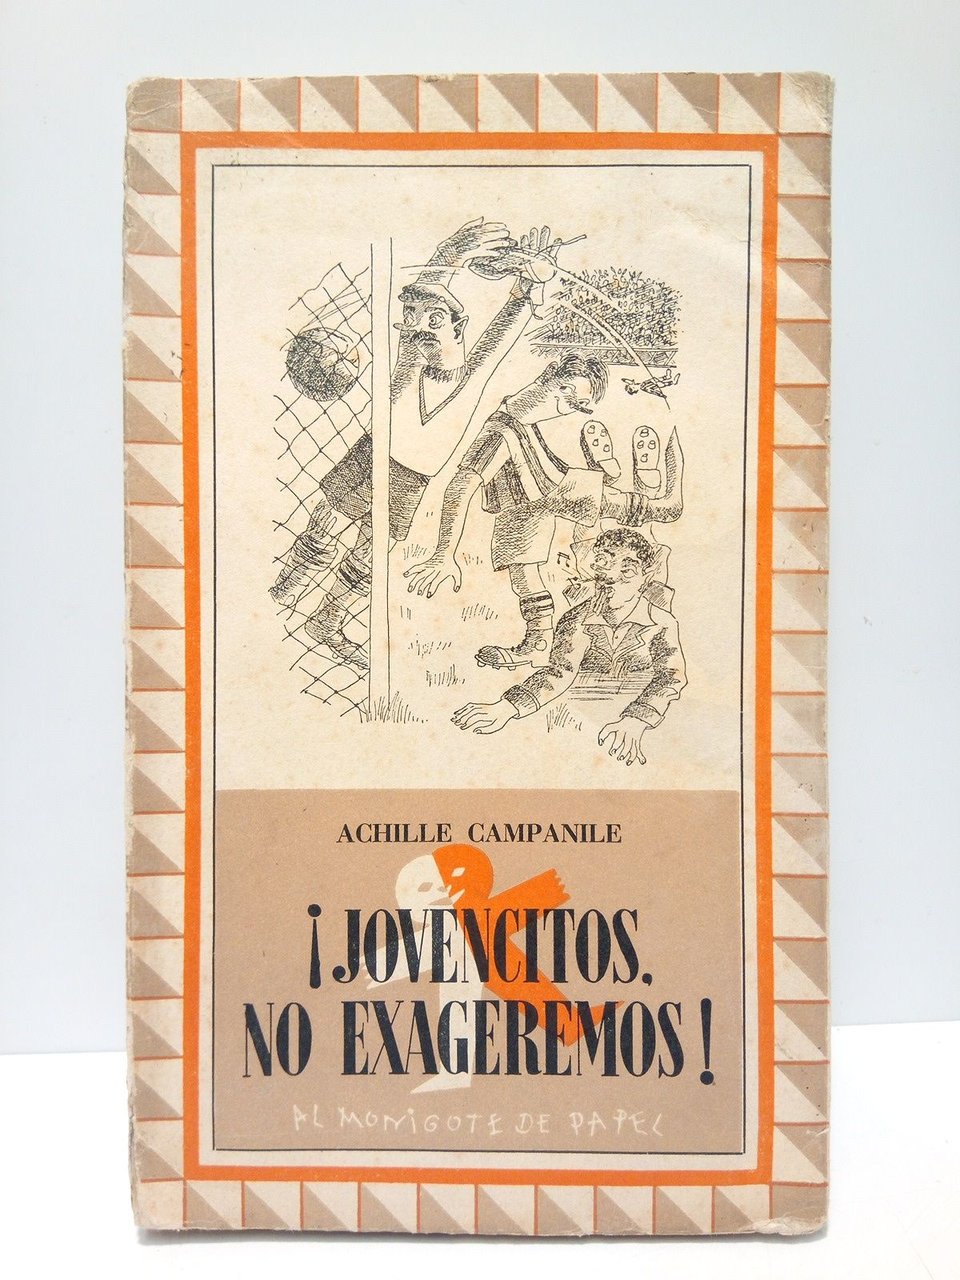 ACHILLE CAMPANILE
¡JOVENCITOS,
NO EXAGEREMOS!
AL MONIGOTE DE PAPEL